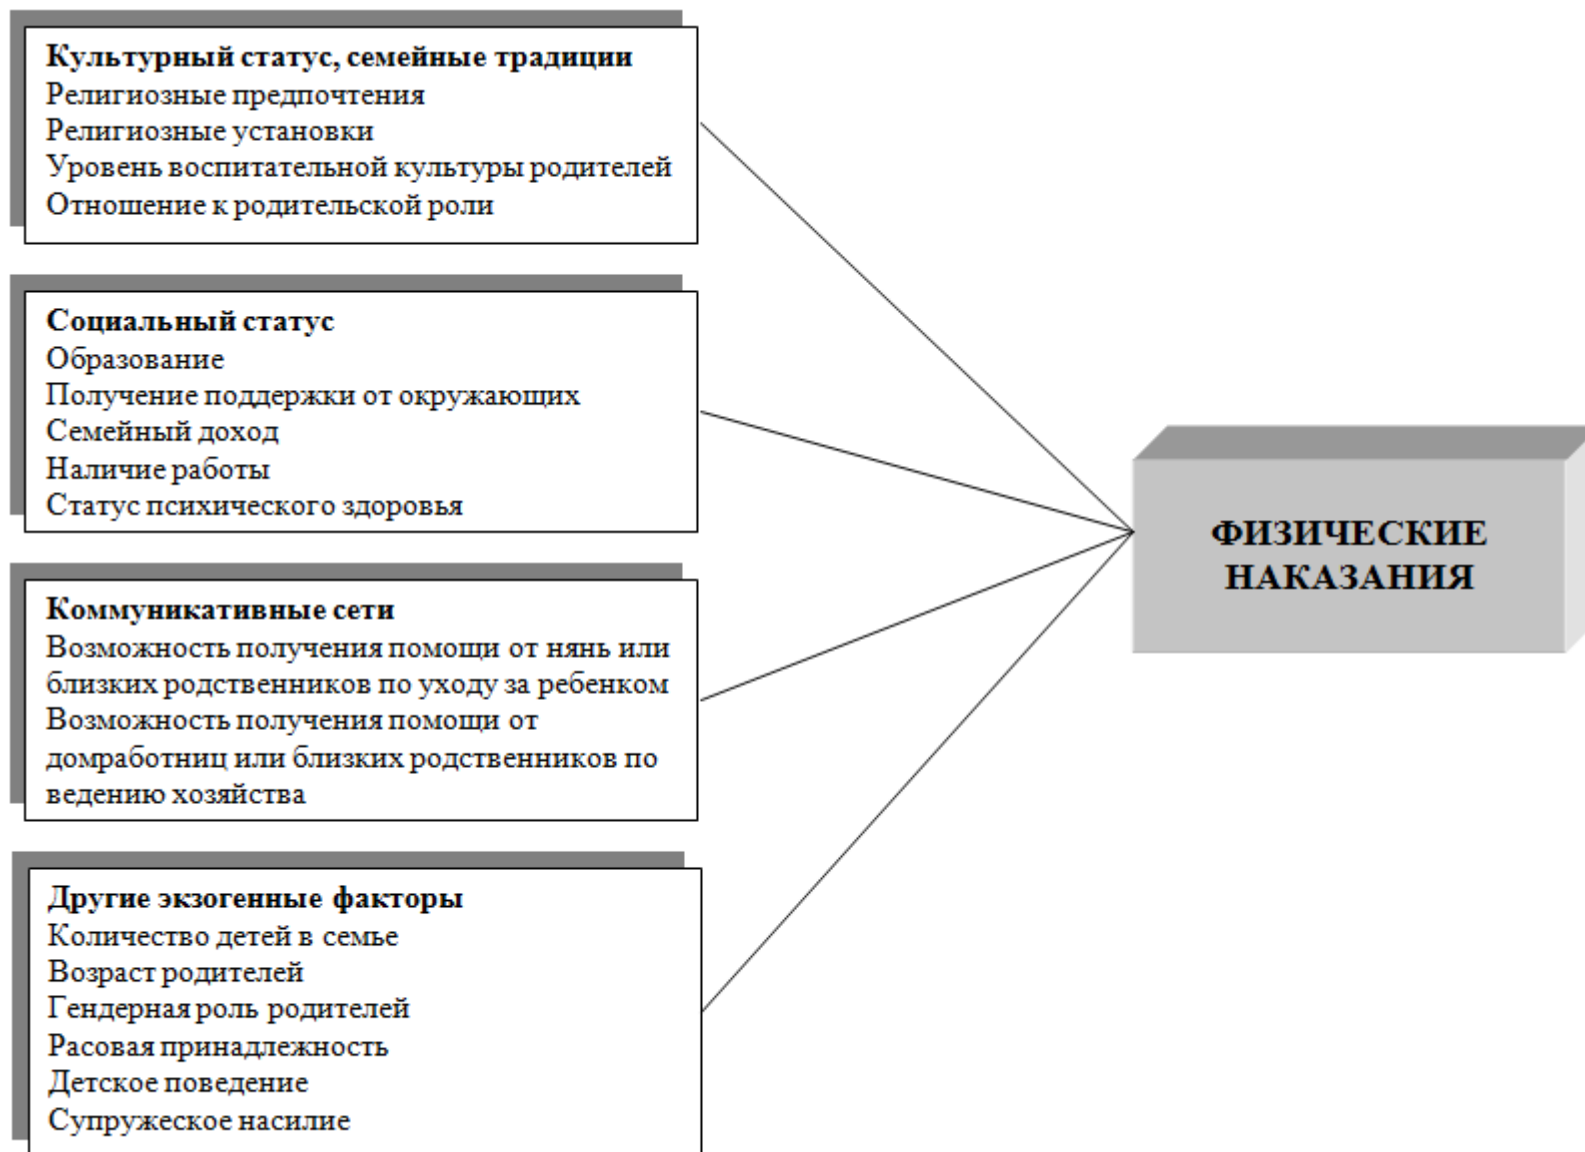 Культурный статус, семейные традиции
Религиозные предпочтения
Религиозные установки
Уровень воспитательной культуры родителей
Отношение к родительской роли
Социальный статус
Образование
Получение поддержки от окружающих
Семейный доход
Наличие работы
Статус психического здоровья
Коммуникативные сети
Возможность получения помощи от нянь или
близких родственников по уходу за ребенком
Возможность получения помощи от
домработниц или близких родственников по
ведению хозяйства
Другие экзогенные факторы
Количество детей в семье
Возраст родителей
Гендерная роль родителей
Расовая принадлежность
Детское поведение
Супружеское насилие
ФИЗИЧЕСКИЕ
НАКАЗАНИЯ